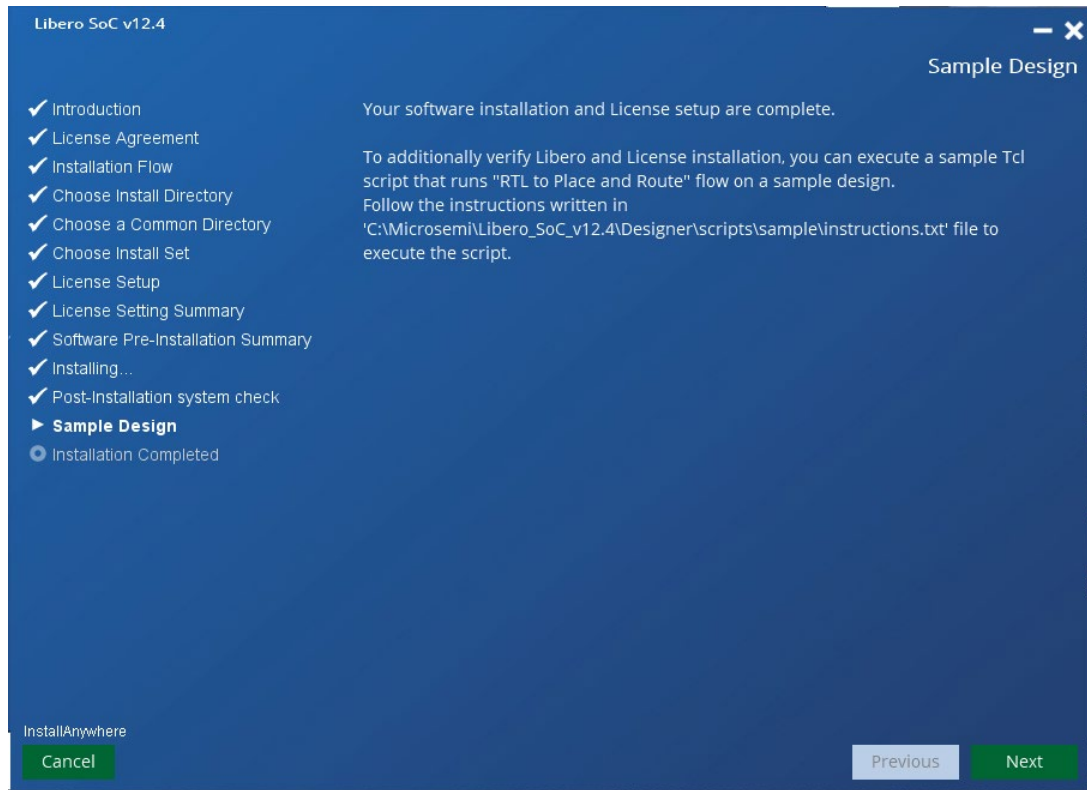 Libero SoC v12.4
Sample Design
Introduction
License Agreement
Installation Flow
Choose Install Directory
Choose a Common Directory
Choose Install Set
License Setup
License Setting Summary
Software Pre-Installation Summary
Installing...
Post-Installation system check
Sample Design
Installation Completed
Your software installation and License setup are complete.
To additionally verify Libero and License installation, you can execute a sample Tcl
script that runs "RTL to Place and Route" flow on a sample design.
Follow the instructions written in
'C:\Microsemi\Libero_SoC_v12.4\Designer\scripts\sample\instructions.txt' file to
execute the script.
InstallAnywhere
Cancel
Previous
Next